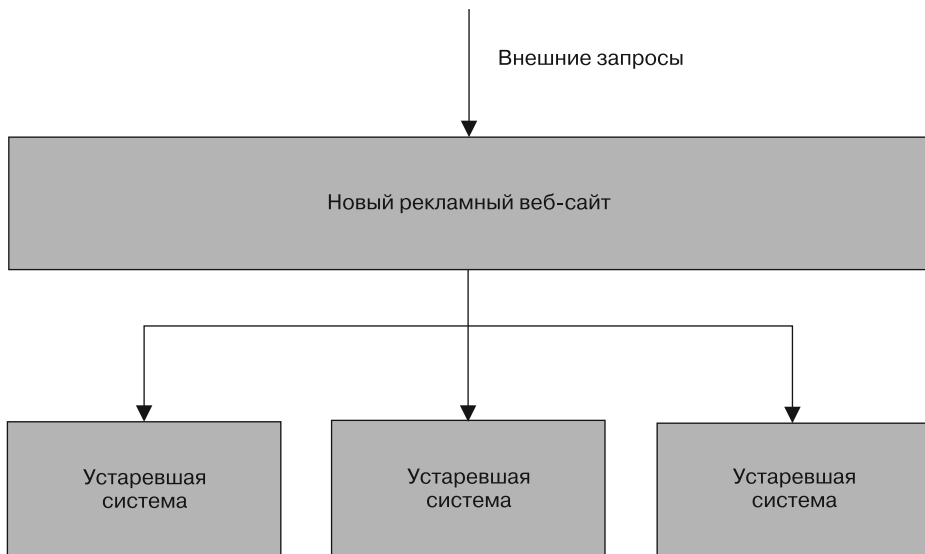 Внешние запросы
Новый рекламный веб-сайт
Устаревшая
система
Устаревшая
система
Устаревшая
система